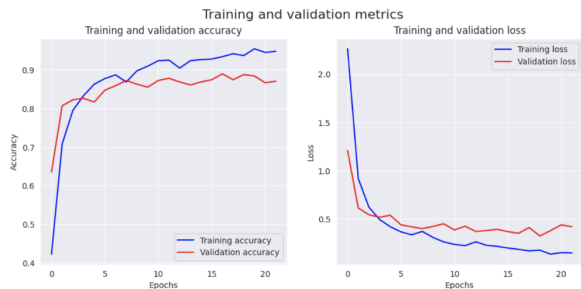 Training and validation metrics
Training and validation accuracy
0.9
0.8
0.7
0.6
0.5
0.4
Accuracy
0
5
10
15
20
Epochs
Training accuracy
Validation accuracy
Training and validation loss
2.0
1.5
1.0
0.5
Loss
0
5
10
15
20
Epochs
Training loss
Validation loss